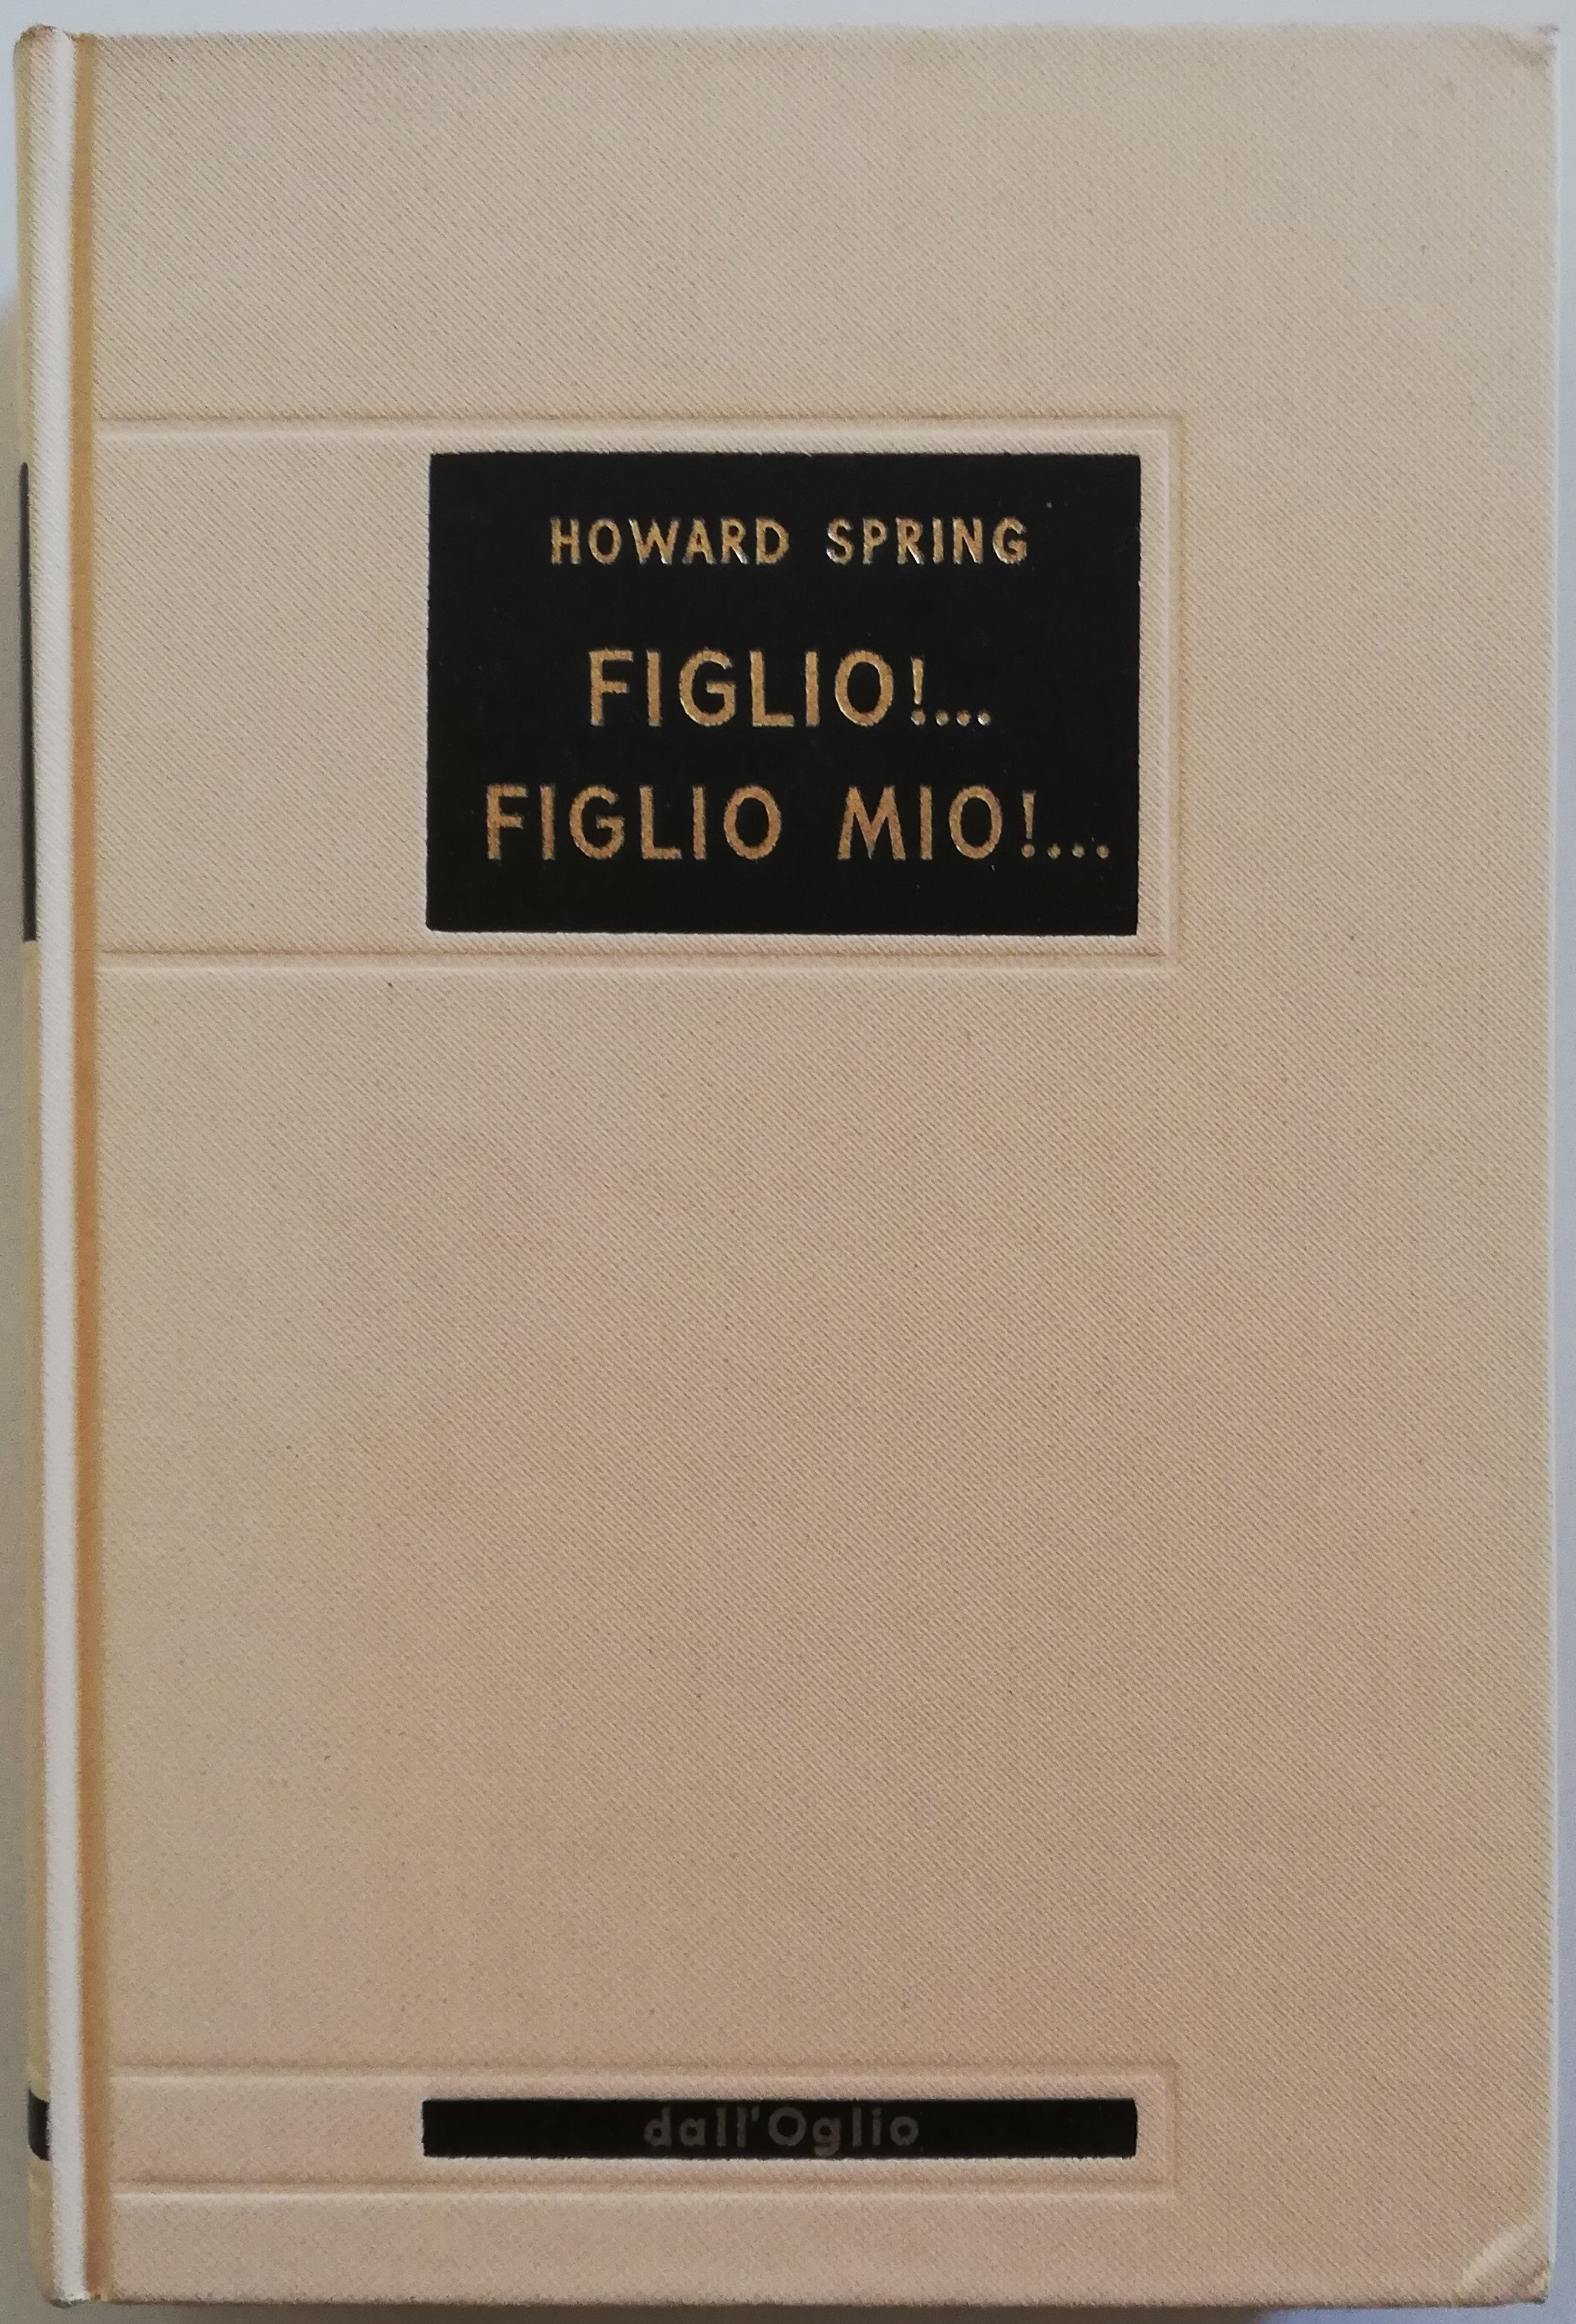 HOWARD SPRING
FIGLIO!...
FIGLIO MIO!...
dall'Oglio